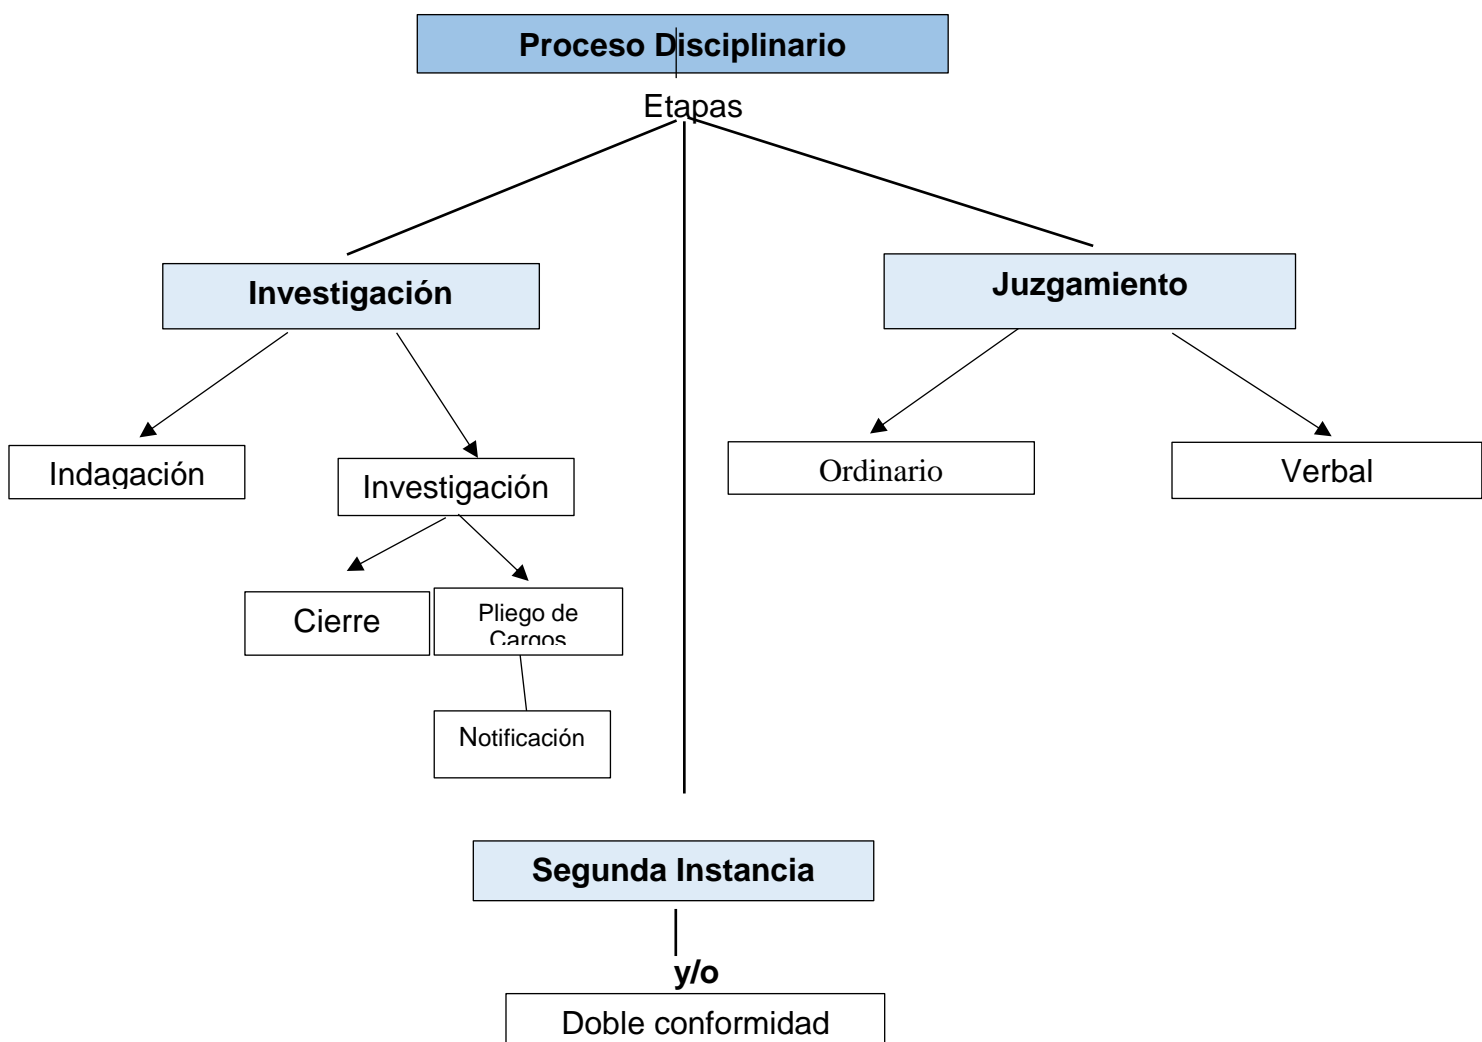 Proceso Disciplinario
Etapas
Investigación
Juzgamiento
Indagación
Investigación
Ordinario
Verbal
Cierre
Pliego de
Cargos
Notificación
Segunda Instancia
y/o
Doble conformidad